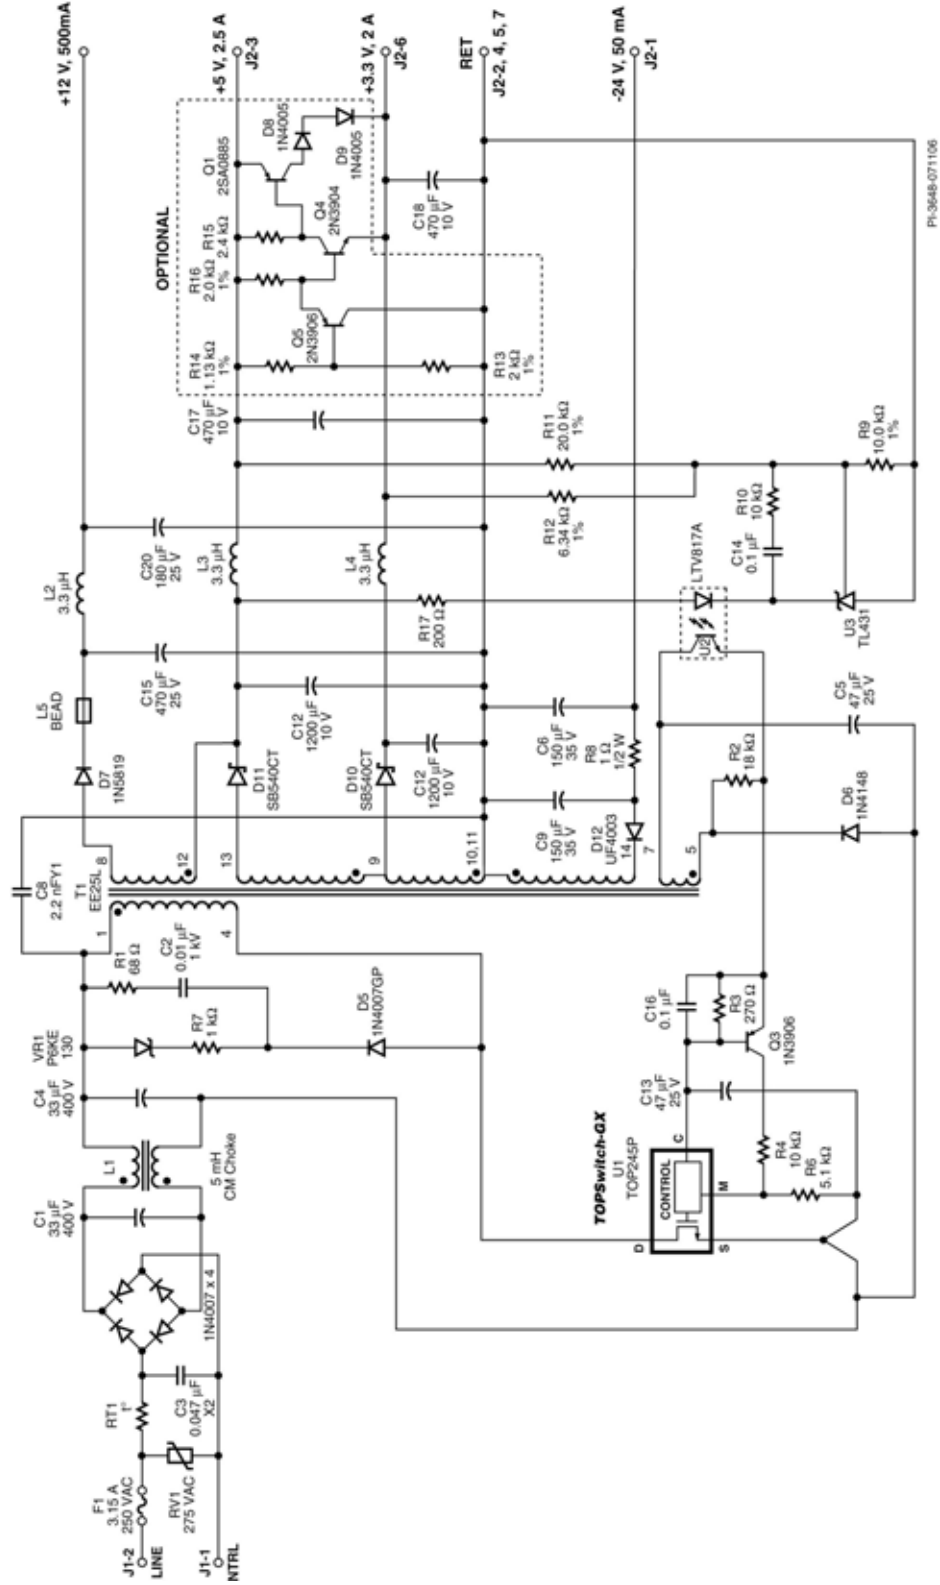 J1-2
LINE
J1-1
NTRL
F1
3.15 A
250 VAC
RV1
275 VAC
RT1
t°
C3
0.047 µF
X2
1N4007 x 4
C1
33 µF
400 V
L1
5 mH
CM Choke
C4
33 µF
400 V
VR1
P6KE
130
R7
1 kΩ
R1
68 Ω
C2
0.01 µF
1 kV
D5
1N4007GP
C8
2.2 nFY1
T1
EE25L
1
4
8
12
13
9
10,11
14
7
5
D7
1N5819
L5
BEAD
L2
3.3 µH
C15
470 µF
25 V
C20
180 µF
25 V
+12 V, 500mA
D11
SB540CT
C12
1200 µF
10 V
L3
3.3 µH
C17
470 µF
10 V
+5 V, 2.5 A
J2-3
D10
SB540CT
C12
1200 µF
10 V
L4
3.3 µH
+3.3 V, 2 A
J2-6
C18
470 µF
10 V
OPTIONAL
R14
1.13 kΩ
1%
R16
2.0 kΩ
1%
R15
2.4 kΩ
Q1
2SA0885
D8
1N4005
D9
1N4005
Q4
2N3904
Q5
2N3906
R13
2 kΩ
1%
RET
J2-2, 4, 5, 7
C9
150 µF
35 V
D12
UF4003
C6
150 µF
35 V
R8
1 Ω
1/2 W
-24 V, 50 mA
J2-1
R17
200 Ω
R12
6.34 kΩ
1%
R11
20.0 kΩ
1%
R9
10.0 kΩ
1%
R10
10 kΩ
C14
0.1 µF
LTV817A
U2
U3
TL431
R2
18 kΩ
C5
47 µF
25 V
D6
1N4148
C16
0.1 µF
R3
270 Ω
Q3
1N3906
C13
47 µF
25 V
TOPSwitch-GX
U1
TOP245P
CONTROL
D
C
S
M
R4
10 kΩ
R6
5.1 kΩ
PI-3648-071106